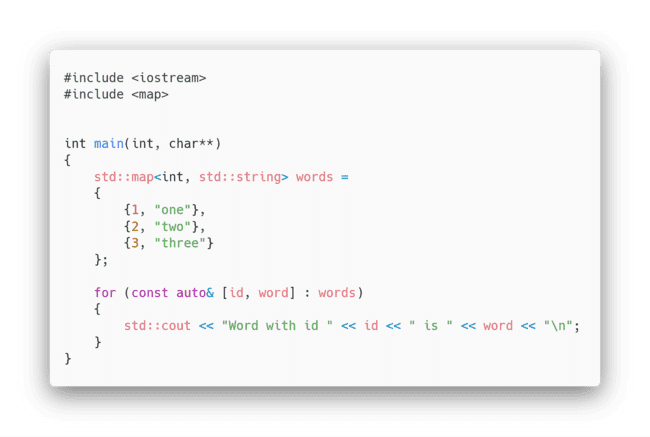 #include <iostream>
#include <map>
int main(int, char**)
{
    std::map<int, std::string> words =
    {
        {1, "one"},
        {2, "two"},
        {3, "three"}
    };
    for (const auto& [id, word] : words)
    {
        std::cout << "Word with id " << id << " is " << word << "\n";
    }
}